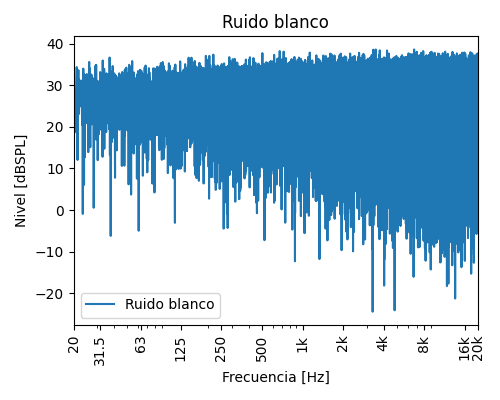 Ruido blanco
Nivel [dBSPL]
40
30
20
10
0
−10
−20
Ruido blanco
20
31.5
63
125
250
500
1k
2k
4k
8k
16k
20k
Frecuencia [Hz]